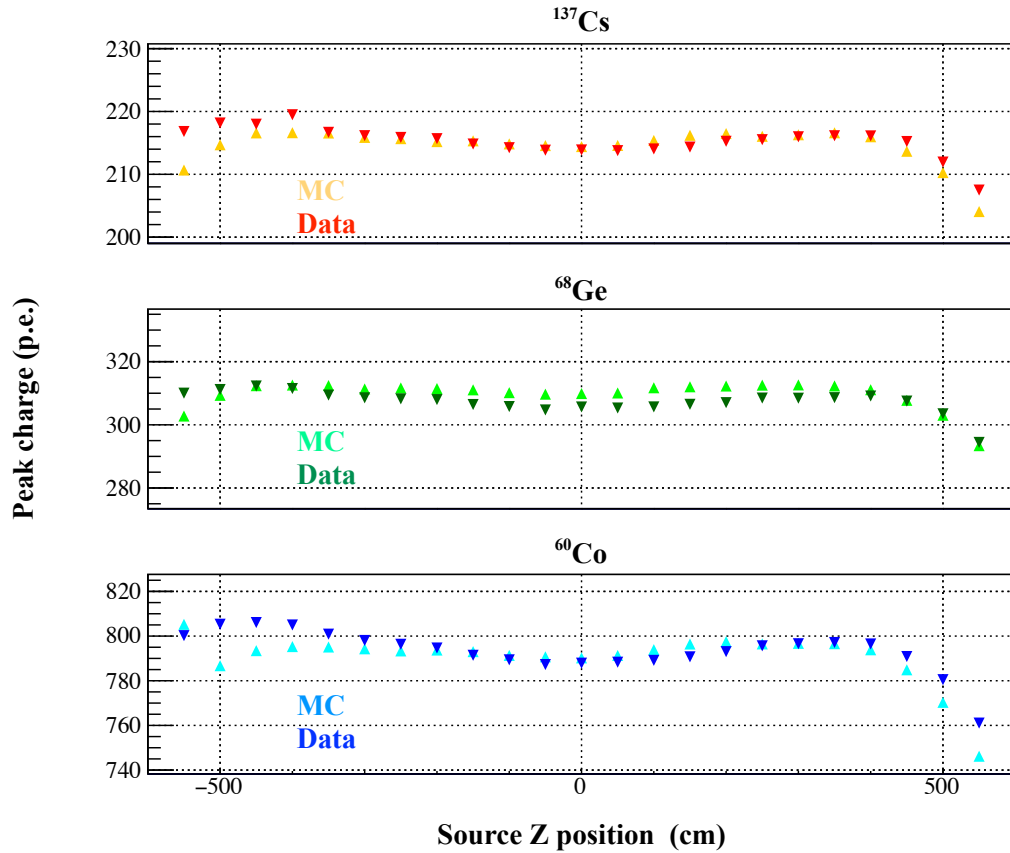 ¹³⁷Cs
230
220
210
200
MC
Data
⁶⁸Ge
320
300
280
MC
Data
Peak charge (p.e.)
⁶⁰Co
820
800
780
760
740
MC
Data
−500 0 500
Source Z position (cm)